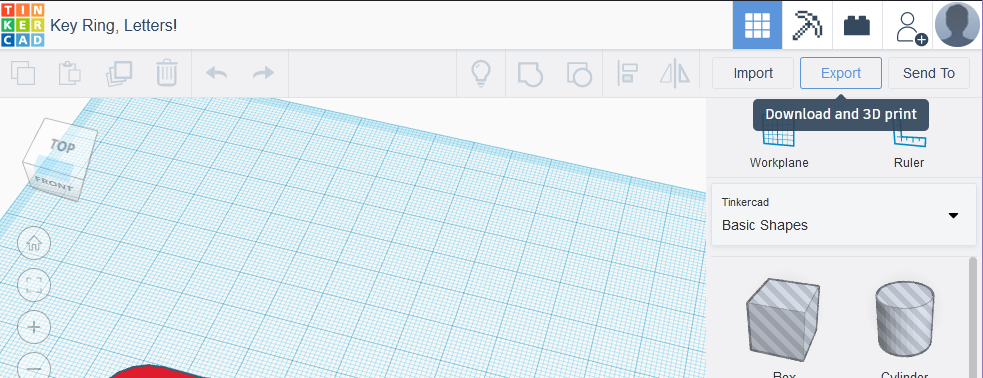 TIN
KER
CAD
Key Ring, Letters!
Import
Export
Send To
Download and 3D print
TOP
FRONT
Workplane
Ruler
Tinkercad
Basic Shapes
Box
Cylinder